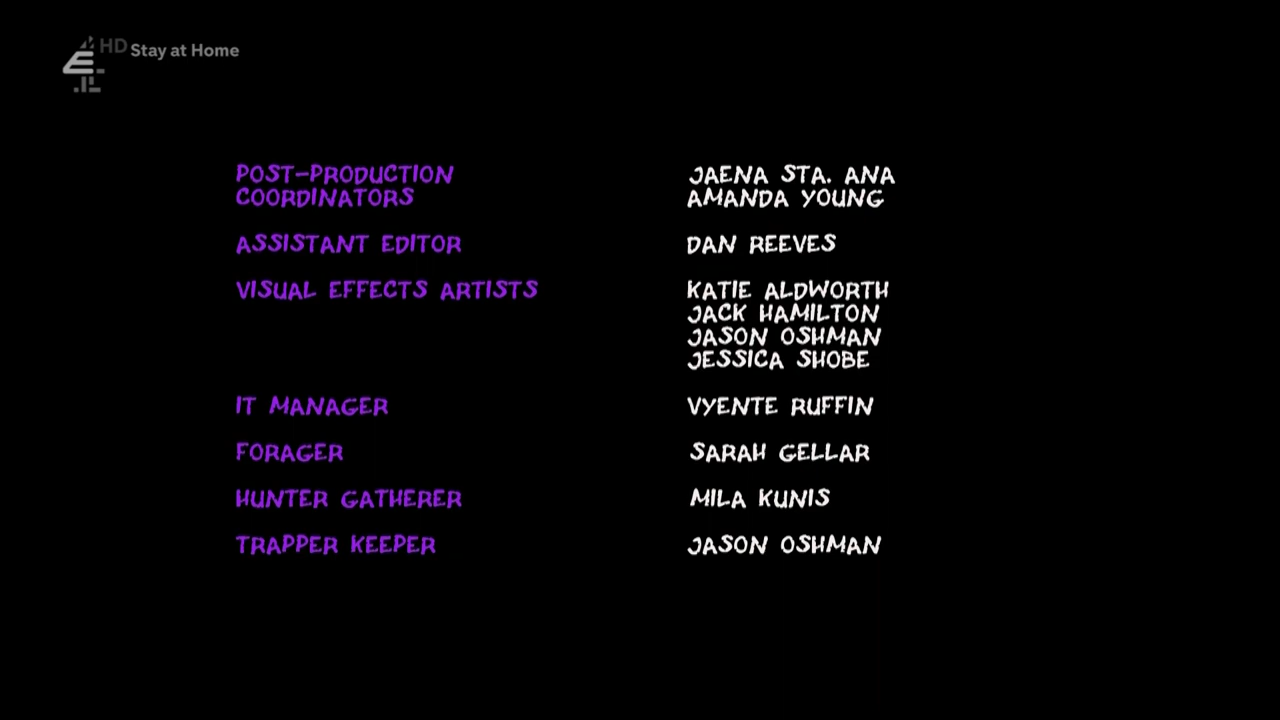 HD Stay at Home
POST-PRODUCTION JAENA STA. ANA
COORDINATORS AMANDA YOUNG
ASSISTANT EDITOR DAN REEVES
VISUAL EFFECTS ARTISTS KATIE ALDWORTH
JACK HAMILTON
JASON OSHMAN
JESSICA SHOBE
IT MANAGER VYENTE RUFFIN
FORAGER SARAH GELLAR
HUNTER GATHERER MILA KUNIS
TRAPPER KEEPER JASON OSHMAN